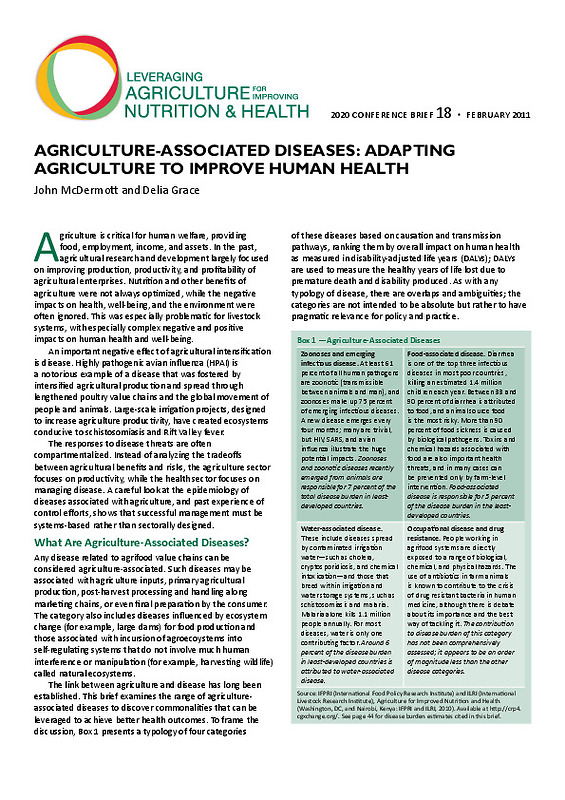 LEVERAGING
AGRICULTURE FOR IMPROVING
NUTRITION & HEALTH
2020 CONFERENCE BRIEF 18 • FEBRUARY 2011
AGRICULTURE-ASSOCIATED DISEASES: ADAPTING
AGRICULTURE TO IMPROVE HUMAN HEALTH
John McDermott and Delia Grace
Agriculture is critical for human welfare, providing
food, employment, income, and assets. In the past,
agricultural research and development largely focused
on improving production, productivity, and profitability of
agricultural enterprises. Nutrition and other benefits of
agriculture were not always optimized, while the negative
impacts on health, well-being, and the environment were
often ignored. This was especially problematic for livestock
systems, with especially complex negative and positive
impacts on human health and well-being.
An important negative effect of agricultural intensification
is disease. Highly pathogenic avian influenza (HPAI) is
a notorious example of a disease that was fostered by
intensified agricultural production and spread through
lengthened poultry value chains and the global movement of
people and animals. Large-scale irrigation projects, designed
to increase agriculture productivity, have created ecosystems
conducive to schistosomiasis and Rift Valley fever.
The responses to disease threats are often
compartmentalized. Instead of analyzing the tradeoffs
between agricultural benefits and risks, the agriculture sector
focuses on productivity, while the health sector focuses on
managing disease. A careful look at the epidemiology of
diseases associated with agriculture, and past experience of
control efforts, shows that successful management must be
systems-based rather than sectorally designed.
What Are Agriculture-Associated Diseases?
Any disease related to agrifood value chains can be
considered agriculture-associated. Such diseases may be
associated with agriculture inputs, primary agricultural
production, post-harvest processing and handling along
marketing chains, or even final preparation by the consumer.
The category also includes diseases influenced by ecosystem
change (for example, large dams) for food production and
those associated with incursion of agroecosystems into
self-regulating systems that do not involve much human
interference or manipulation (for example, harvesting wildlife)
called natural ecosystems.
The link between agriculture and disease has long been
established. This brief examines the range of agriculture-
associated diseases to discover commonalities that can be
leveraged to achieve better health outcomes. To frame the
discussion, Box 1 presents a typology of four categories
of these diseases based on causation and transmission
pathways, ranking them by overall impact on human health
as measured in disability-adjusted life years (DALYs); DALYs
are used to measure the healthy years of life lost due to
premature death and disability produced. As with any
typology of disease, there are overlaps and ambiguities; the
categories are not intended to be absolute but rather to have
pragmatic relevance for policy and practice.
Box 1 —Agriculture-Associated Diseases
Zoonoses and emerging
infectious disease. At least 61
percent of all human pathogens
are zoonotic (transmissible
between animals and man), and
zoonoses make up 75 percent
of emerging infectious diseases.
A new disease emerges every
four months; many are trivial,
but HIV, SARS, and avian
influenza illustrate the huge
potential impacts. Zoonoses
and zoonotic diseases recently
emerged from animals are
responsible for 7 percent of the
total disease burden in least-
developed countries.
Food-associated disease. Diarrhea
is one of the top three infectious
diseases in most poor countries,
killing an estimated 1.4 million
children each year. Between 33 and
90 percent of diarrhea is attributed
to food, and animal source food
is the most risky. More than 90
percent of food sickness is caused
by biological pathogens. Toxins and
chemical hazards associated with
food are also important health
threats, and in many cases can
be prevented only by farm-level
intervention. Food-associated
disease is responsible for 5 percent
of the disease burden in the least-
developed countries.
Water-associated disease.
These include diseases spread
by contaminated irrigation
water—such as cholera,
cryptosporidiosis, and chemical
intoxication—and those that
breed within irrigation and
water storage systems, such as
schistosomiasis and malaria.
Malaria alone kills 1.1 million
people annually. For most
diseases, water is only one
contributing factor. Around 6
percent of the disease burden
in least-developed countries is
attributed to water-associated
disease.
Occupational disease and drug
resistance. People working in
agrifood systems are directly
exposed to a range of biological,
chemical, and physical hazards. The
use of antibiotics in farm animals
is known to contribute to the crisis
of drug resistant bacteria in human
medicine, although there is debate
about its importance and the best
way of tackling it. The contribution
to disease burden of this category
has not been comprehensively
assessed; it appears to be an order
of magnitude less than the other
disease categories.
Source: IFPRI (International Food Policy Research Institute) and ILRI (International
Livestock Research Institute), Agriculture for Improved Nutrition and Health
(Washington, DC, and Nairobi, Kenya: IFPRI and ILRI, 2010). Available at http://crp4.
cgxchange.org/. See page 44 for disease burden estimates cited in this brief.